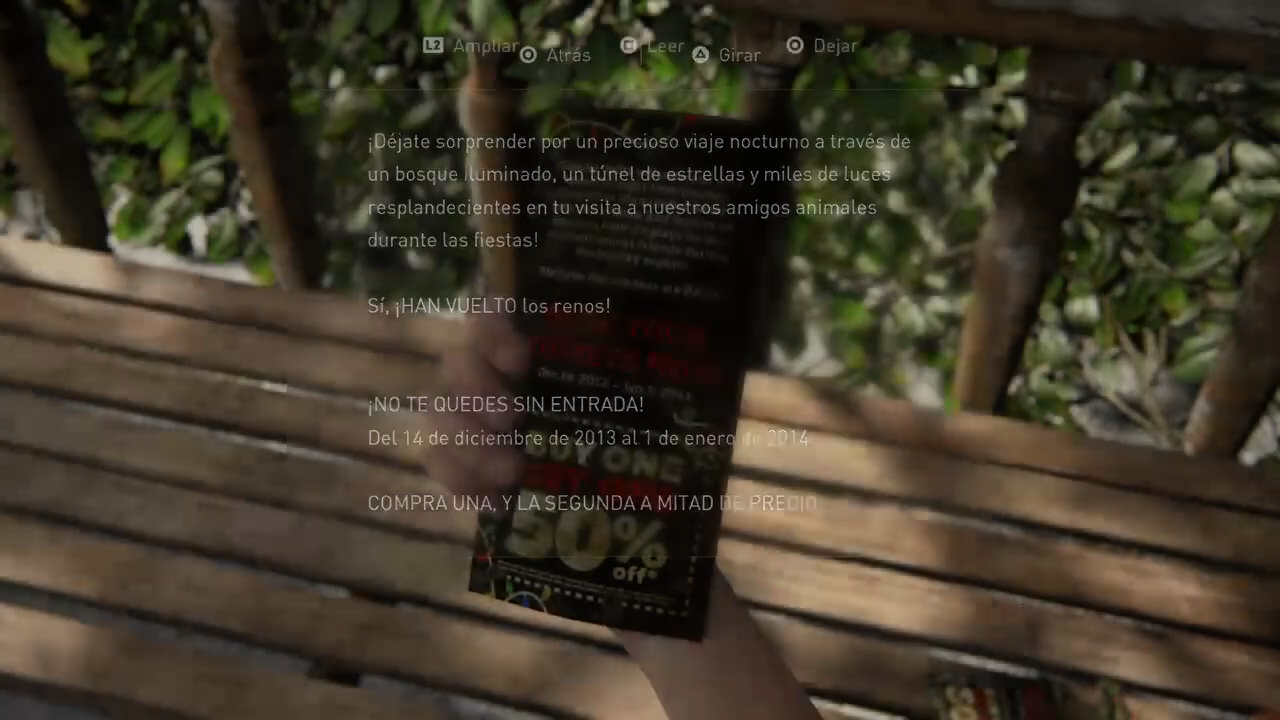 L2 Ampliar Atrás Leer Girar Dejar
¡Déjate sorprender por un precioso viaje nocturno a través de
un bosque iluminado, un túnel de estrellas y miles de luces
resplandecientes en tu visita a nuestros amigos animales
durante las fiestas!
Sí, ¡HAN VUELTO los renos!
¡NO TE QUEDES SIN ENTRADA!
Del 14 de diciembre de 2013 al 1 de enero de 2014
COMPRA UNA, Y LA SEGUNDA A MITAD DE PRECIO
BUY ONE
50%
off*